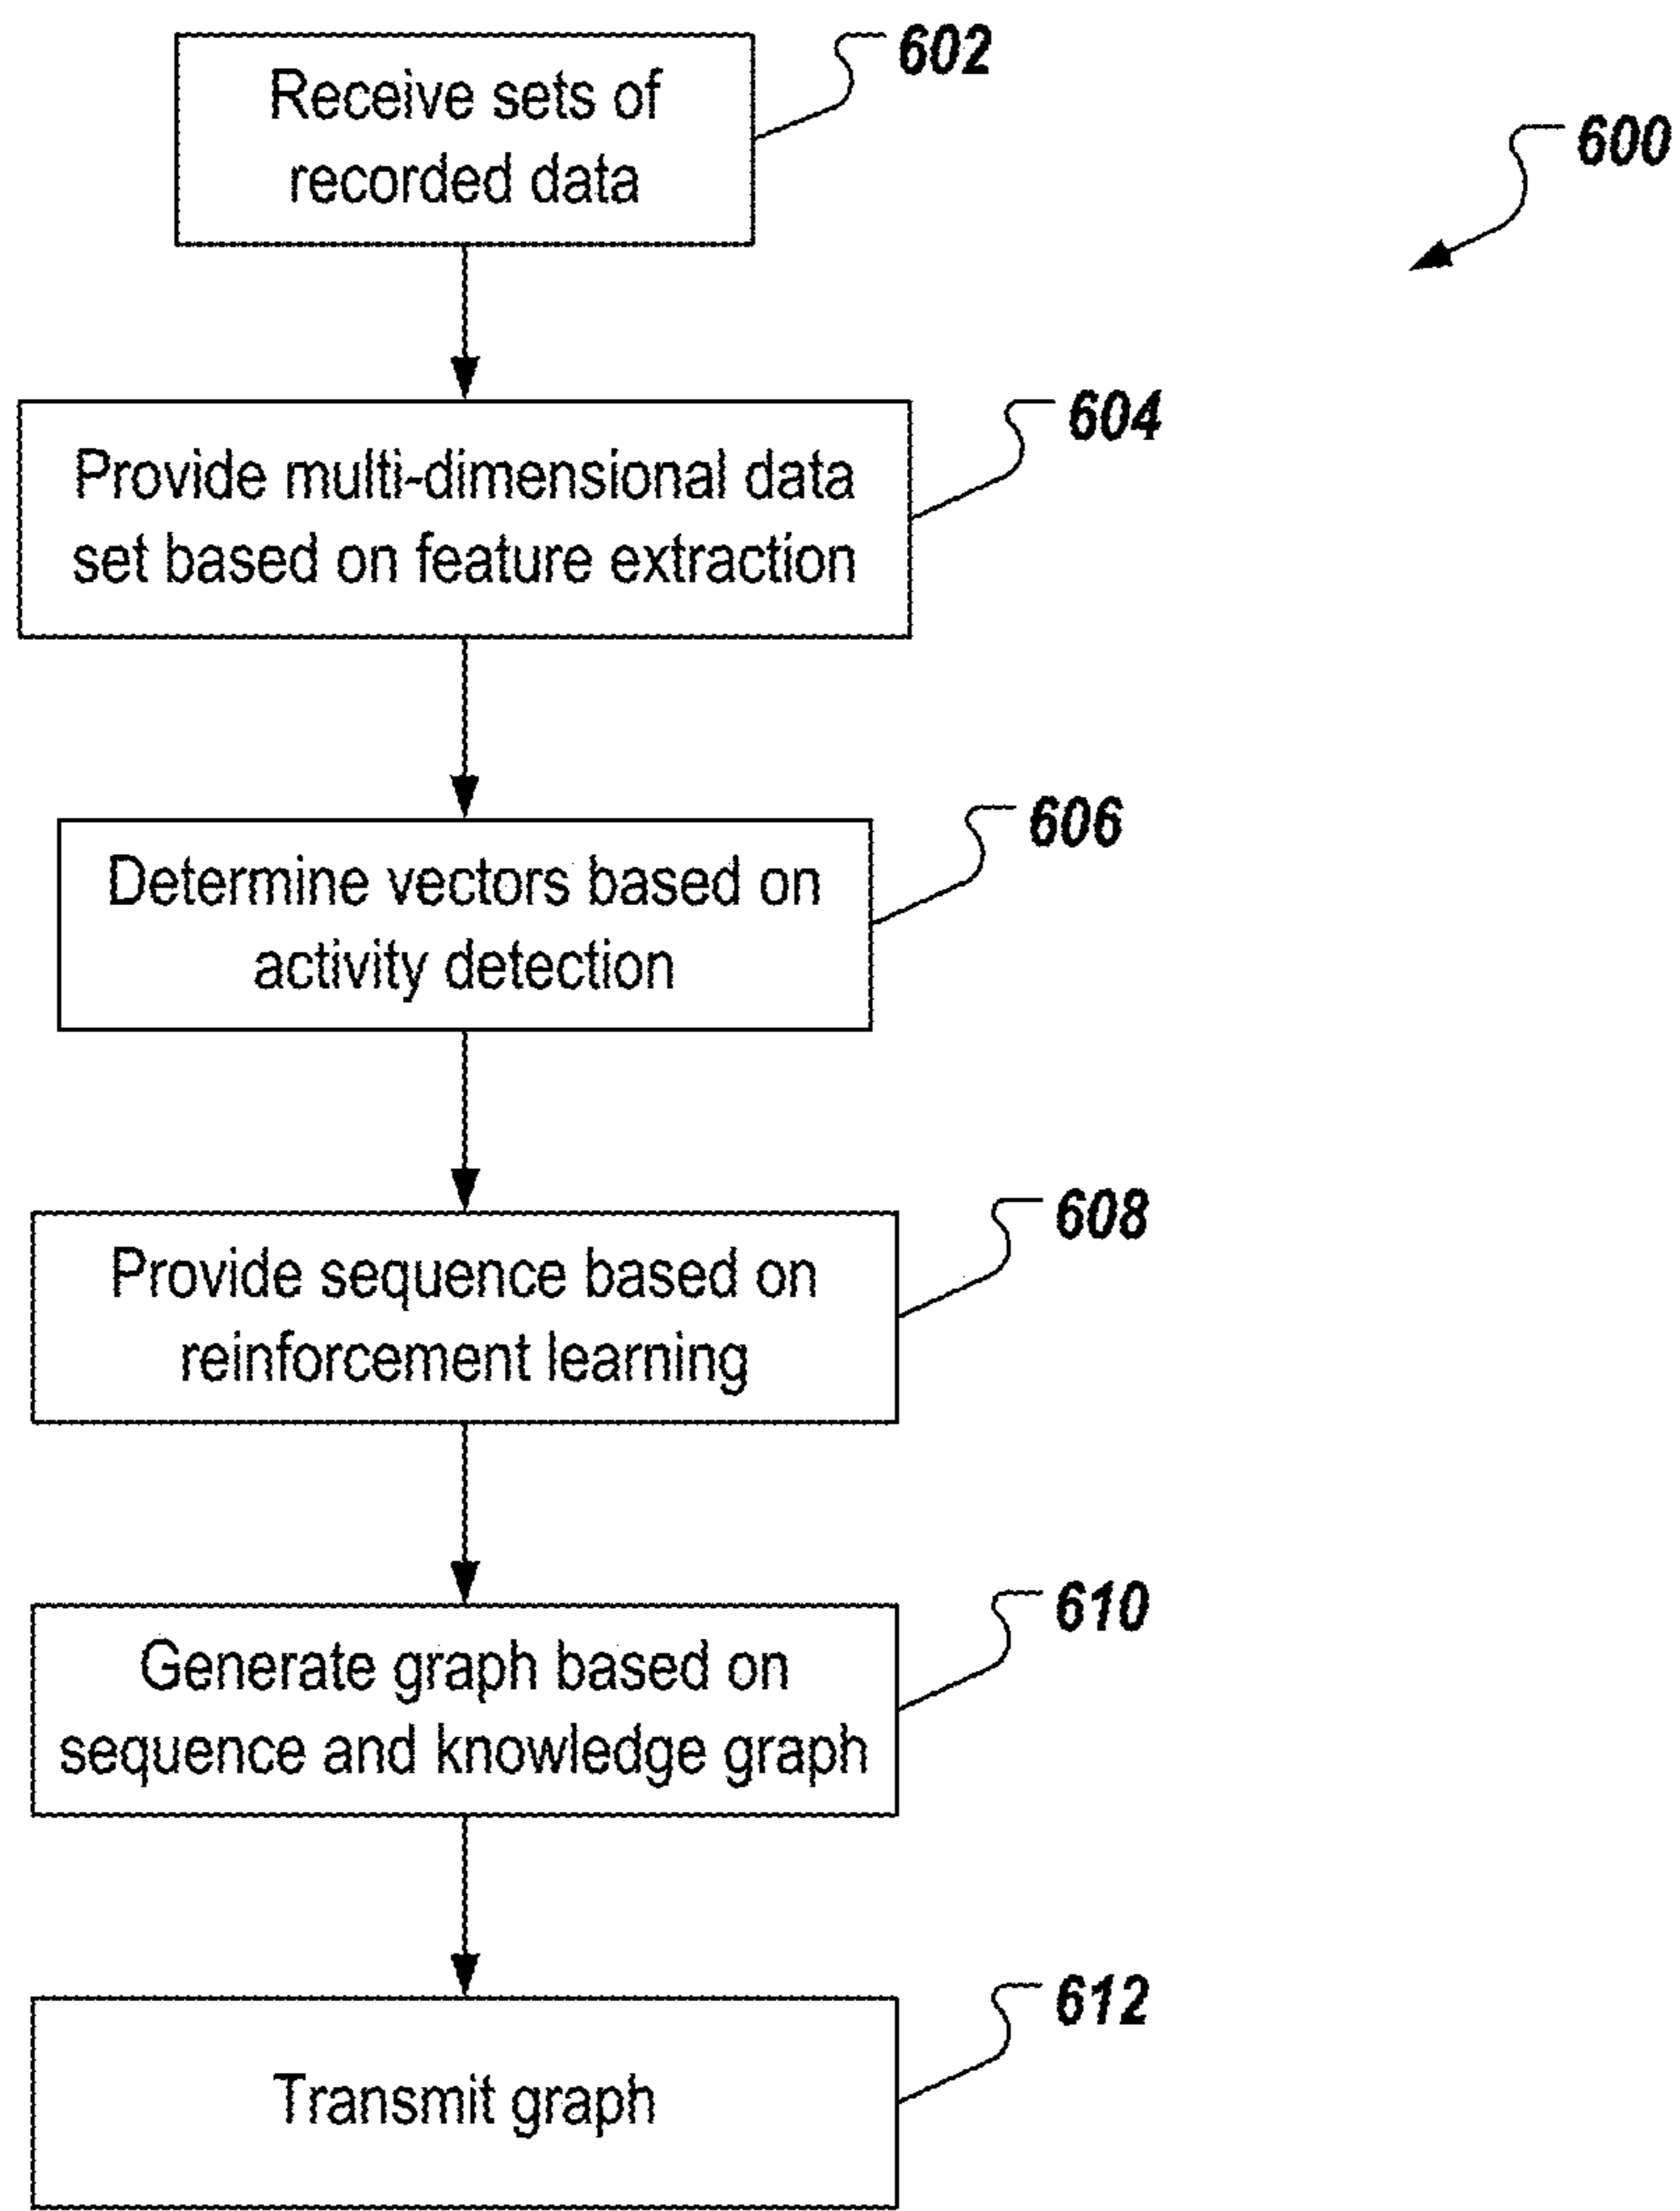 Receive sets of
recorded data
602
600
Provide multi-dimensional data
set based on feature extraction
604
Determine vectors based on
activity detection
606
Provide sequence based on
reinforcement learning
608
Generate graph based on
sequence and knowledge graph
610
Transmit graph
612